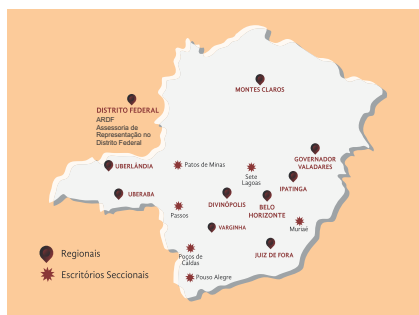 MONTES CLAROS
DISTRITO FEDERAL
ARDF
Assessoria de
Representação no
Distrito Federal
GOVERNADOR
VALADARES
UBERLÂNDIA
Patos de Minas
Sete
Lagoas
IPATINGA
UBERABA
DIVINÓPOLIS
BELO
HORIZONTE
Passos
VARGINHA
Muriaé
Poços de
Caldas
JUIZ DE FORA
Pouso Alegre
Regionais
Escritórios Seccionais